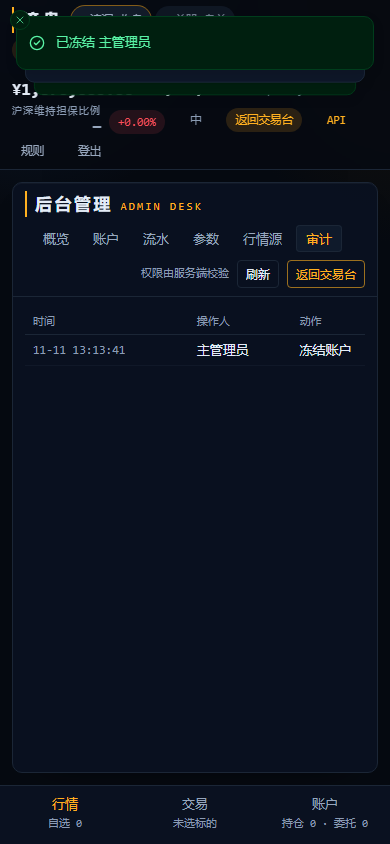 已冻结 主管理员
沪深维持担保比例
—
+0.00%
中
返回交易台
API
规则
登出
后台管理 ADMIN DESK
概览 账户 流水 参数 行情源 审计
权限由服务端校验 刷新 返回交易台
时间 操作人 动作
11-11 13:13:41 主管理员 冻结账户
行情 交易 账户
自选 0 未选标的 持仓 0 · 委托 0